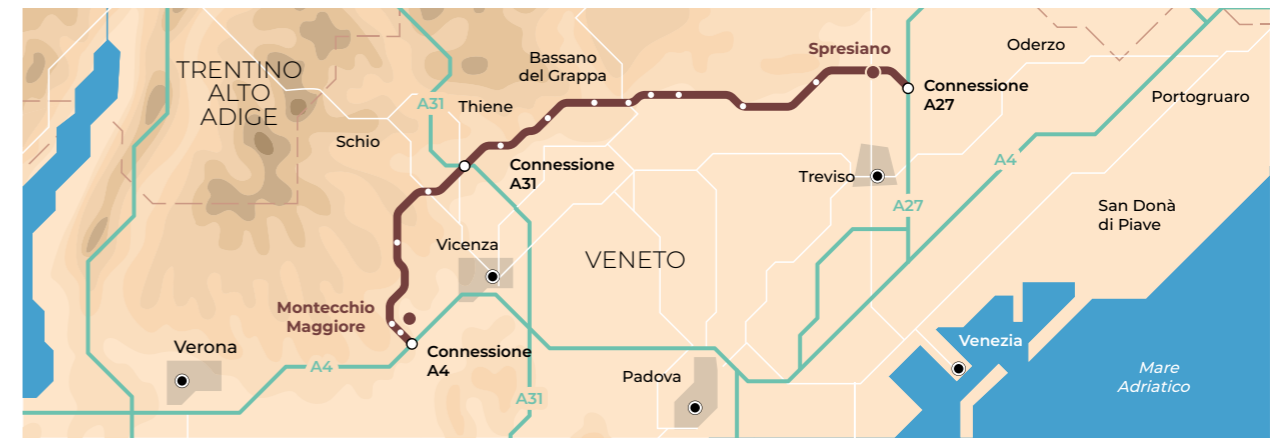 Spresiano
Oderzo
Bassano
del Grappa
TRENTINO
ALTO
ADIGE
Connessione
A27
A31
Thiene
Portogruaro
Schio
Connessione
A31
A4
Treviso
A27
San Donà
di Piave
Vicenza
VENETO
Montecchio
Maggiore
Verona
Connessione
A4
Venezia
A4
Padova
Mare
Adriatico
A31